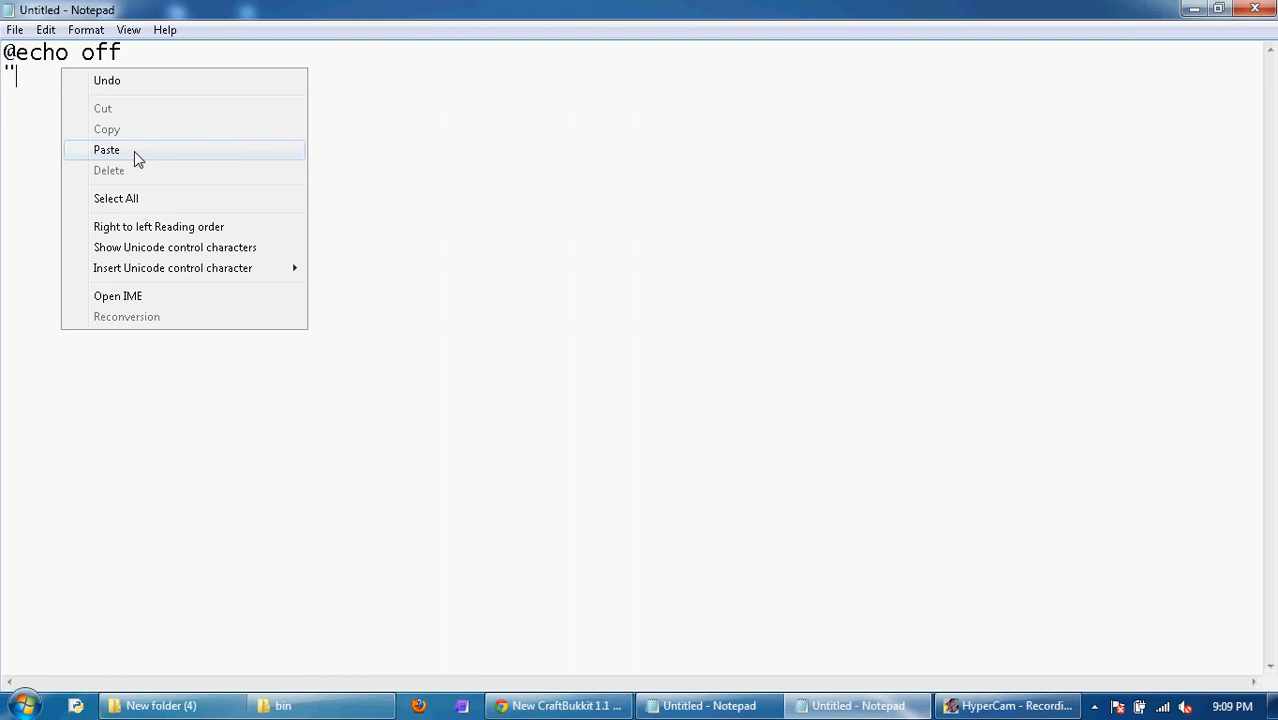 Untitled - Notepad
File Edit Format View Help
@echo off
"
Undo
Cut
Copy
Paste
Delete
Select All
Right to left Reading order
Show Unicode control characters
Insert Unicode control character
Open IME
Reconversion
New folder (4) bin New CraftBukkit 1.1 ... Untitled - Notepad Untitled - Notepad HyperCam - Recordi... 9:09 PM